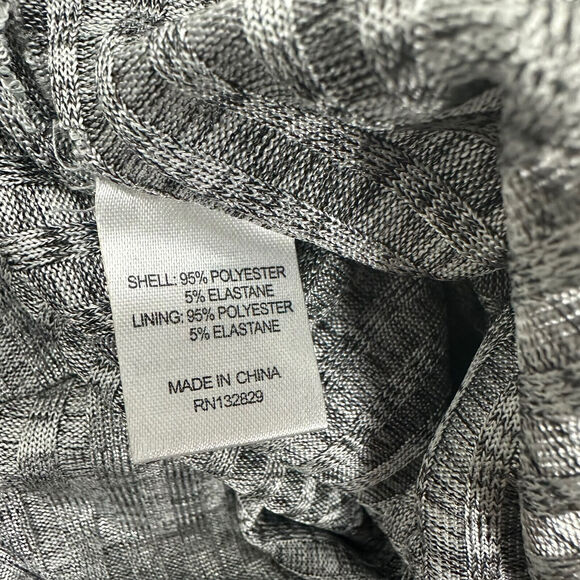 SHELL: 95% POLYESTER
5% ELASTANE
LINING: 95% POLYESTER
5% ELASTANE
MADE IN CHINA
RN132829